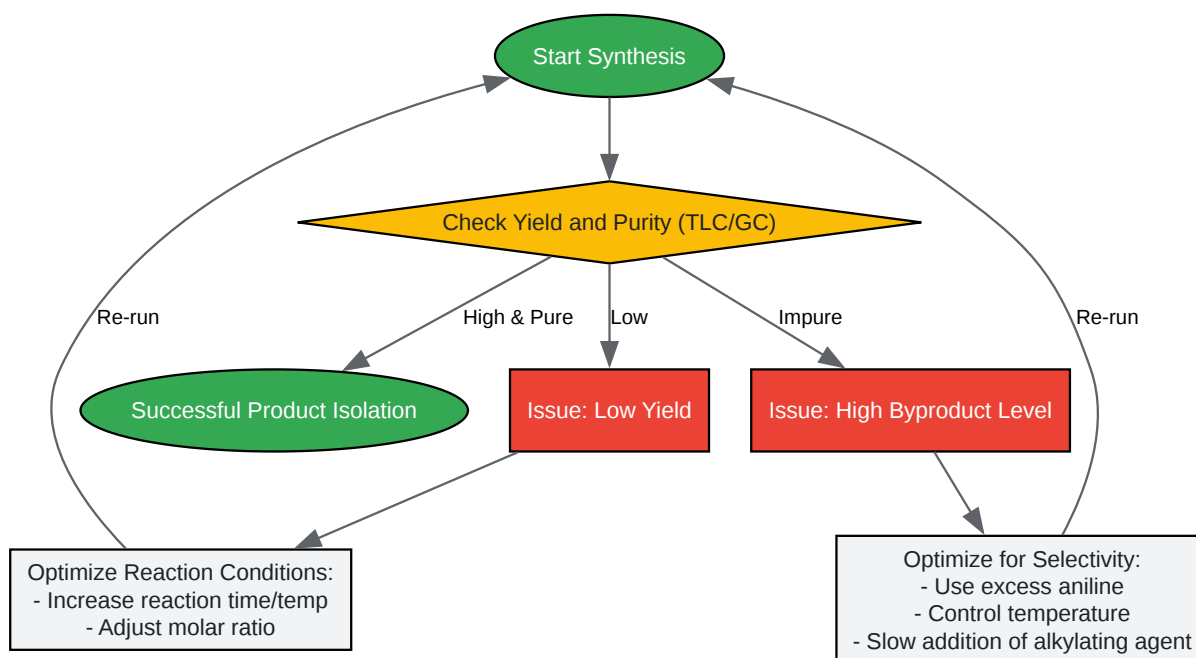 Start Synthesis
Check Yield and Purity (TLC/GC)
Re-run
High & Pure
Low
Impure
Re-run
Successful Product Isolation
Issue: Low Yield
Issue: High Byproduct Level
Optimize Reaction Conditions:
- Increase reaction time/temp
- Adjust molar ratio
Optimize for Selectivity:
- Use excess aniline
- Control temperature
- Slow addition of alkylating agent